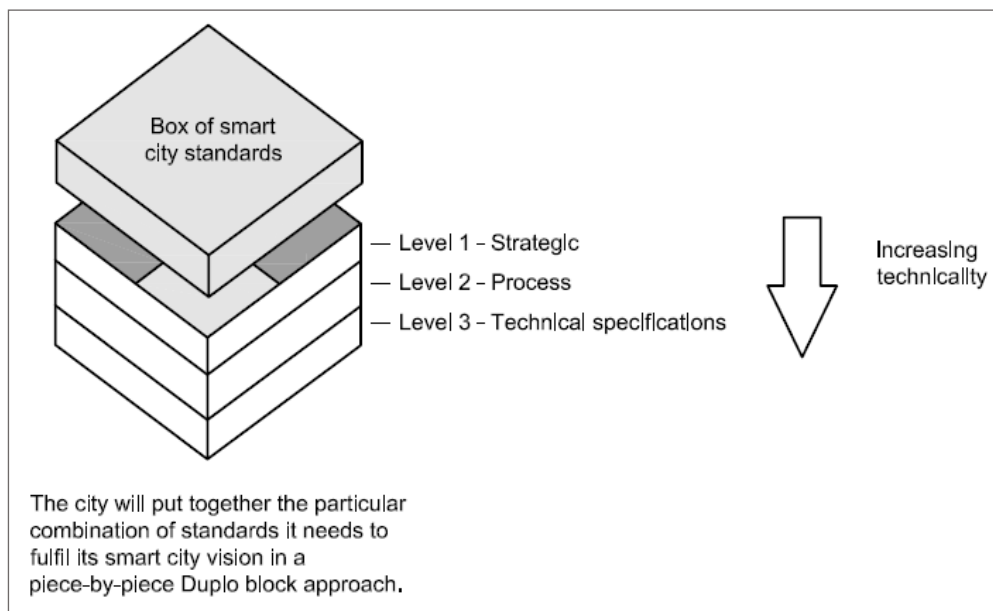 Box of smart
city standards
Level 1 - Strategic
Level 2 - Process
Level 3 - Technical specifications
Increasing
technicality
The city will put together the particular
combination of standards it needs to
fulfil its smart city vision in a
piece-by-piece Duplo block approach.